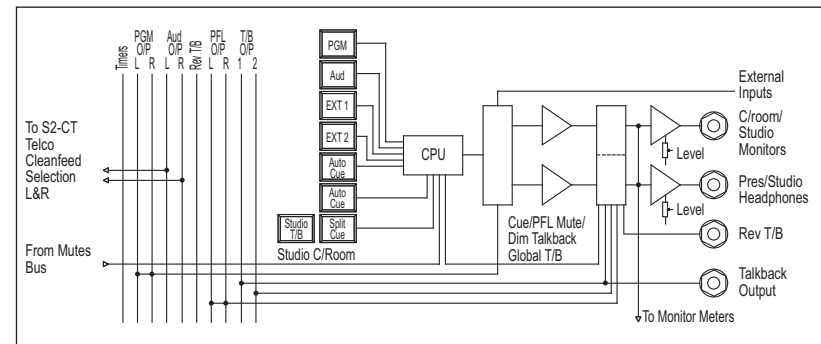 PGM Aud PFL T/B
O/P O/P O/P O/P
Timers L R L R Rev T/B L R 1 2
PGM
Aud
EXT 1
EXT 2
Auto
Cue
Auto
Cue
Studio
T/B
Split
Cue
Studio C/Room
CPU
To S2-CT
Telco
Cleanfeed
Selection
L&R
From Mutes
Bus
Cue/PFL Mute/
Dim Talkback
Global T/B
External
Inputs
C/room/
Studio
Monitors
Level
Pres/Studio
Headphones
Level
Rev T/B
Talkback
Output
To Monitor Meters